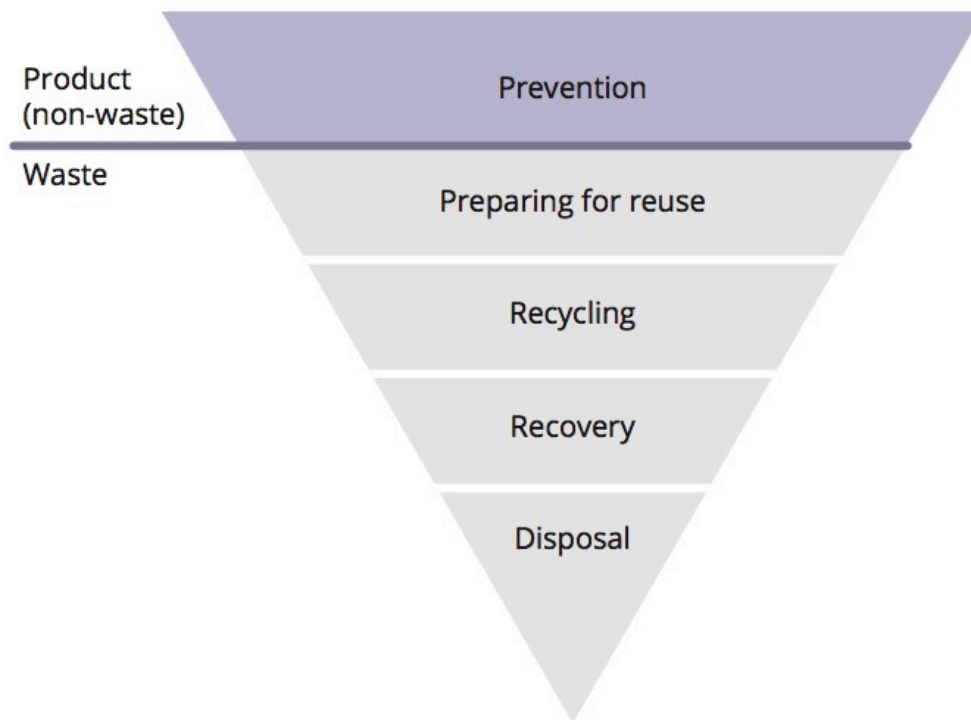 Product
(non-waste)
Prevention
Waste
Preparing for reuse
Recycling
Recovery
Disposal